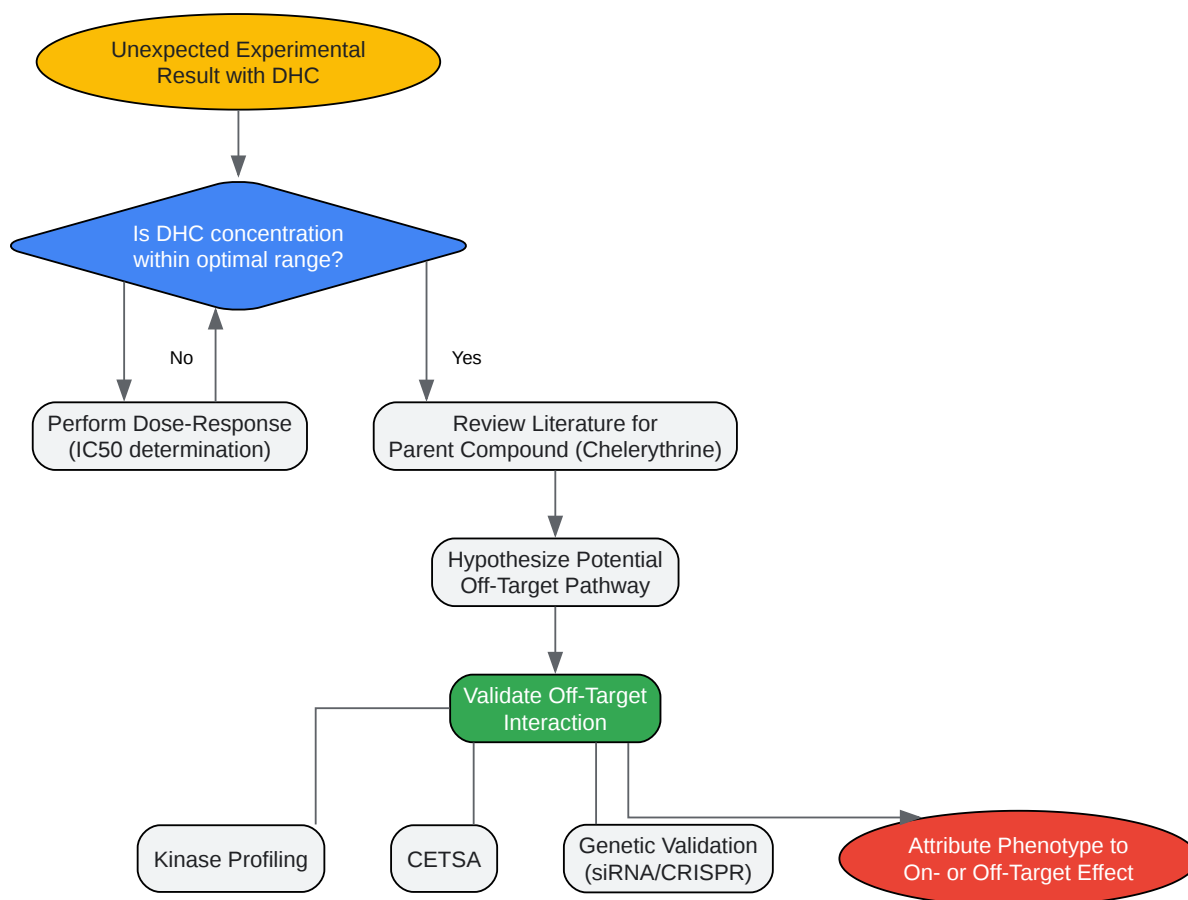 Unexpected Experimental
Result with DHC
Is DHC concentration
within optimal range?
No
Yes
Perform Dose-Response
(IC50 determination)
Review Literature for
Parent Compound (Chelerythrine)
Hypothesize Potential
Off-Target Pathway
Validate Off-Target
Interaction
Kinase Profiling
CETSA
Genetic Validation
(siRNA/CRISPR)
Attribute Phenotype to
On- or Off-Target Effect